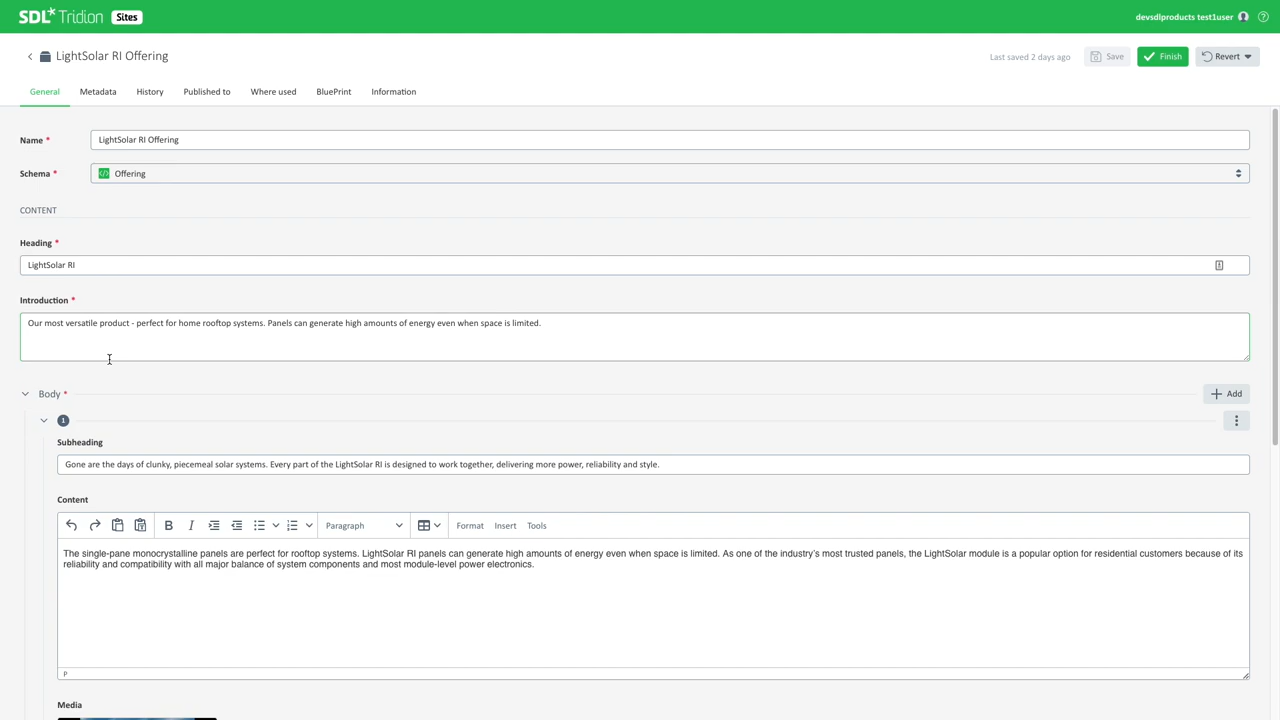 SDL* Tridion Sites
devsdlproducts test1user
LightSolar RI Offering
Last saved 2 days ago
Save
Finish
Revert
General
Metadata
History
Published to
Where used
BluePrint
Information
Name *
LightSolar RI Offering
Schema *
Offering
CONTENT
Heading *
LightSolar RI
Introduction *
Our most versatile product - perfect for home rooftop systems. Panels can generate high amounts of energy even when space is limited.
Body *
Add
1
Subheading
Gone are the days of clunky, piecemeal solar systems. Every part of the LightSolar RI is designed to work together, delivering more power, reliability and style.
Content
Paragraph
Format
Insert
Tools
The single-pane monocrystalline panels are perfect for rooftop systems. LightSolar RI panels can generate high amounts of energy even when space is limited. As one of the industry's most trusted panels, the LightSolar module is a popular option for residential customers because of its
reliability and compatibility with all major balance of system components and most module-level power electronics.
P
Media